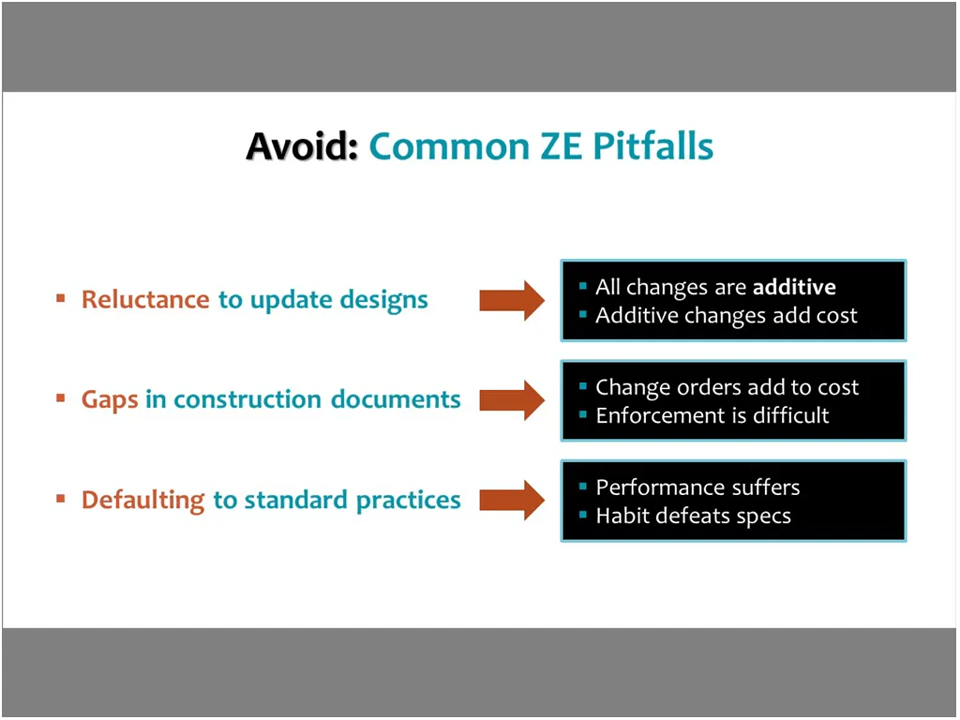 Avoid: Common ZE Pitfalls
▪ Reluctance to update designs
▪ All changes are additive
▪ Additive changes add cost
▪ Gaps in construction documents
▪ Change orders add to cost
▪ Enforcement is difficult
▪ Defaulting to standard practices
▪ Performance suffers
▪ Habit defeats specs